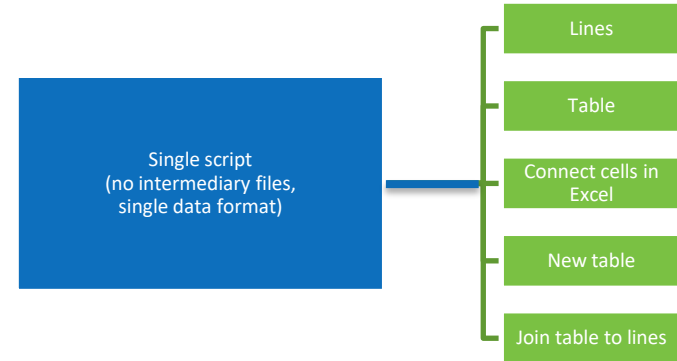 Single script
(no intermediary files,
single data format)
Lines
Table
Connect cells in
Excel
New table
Join table to lines